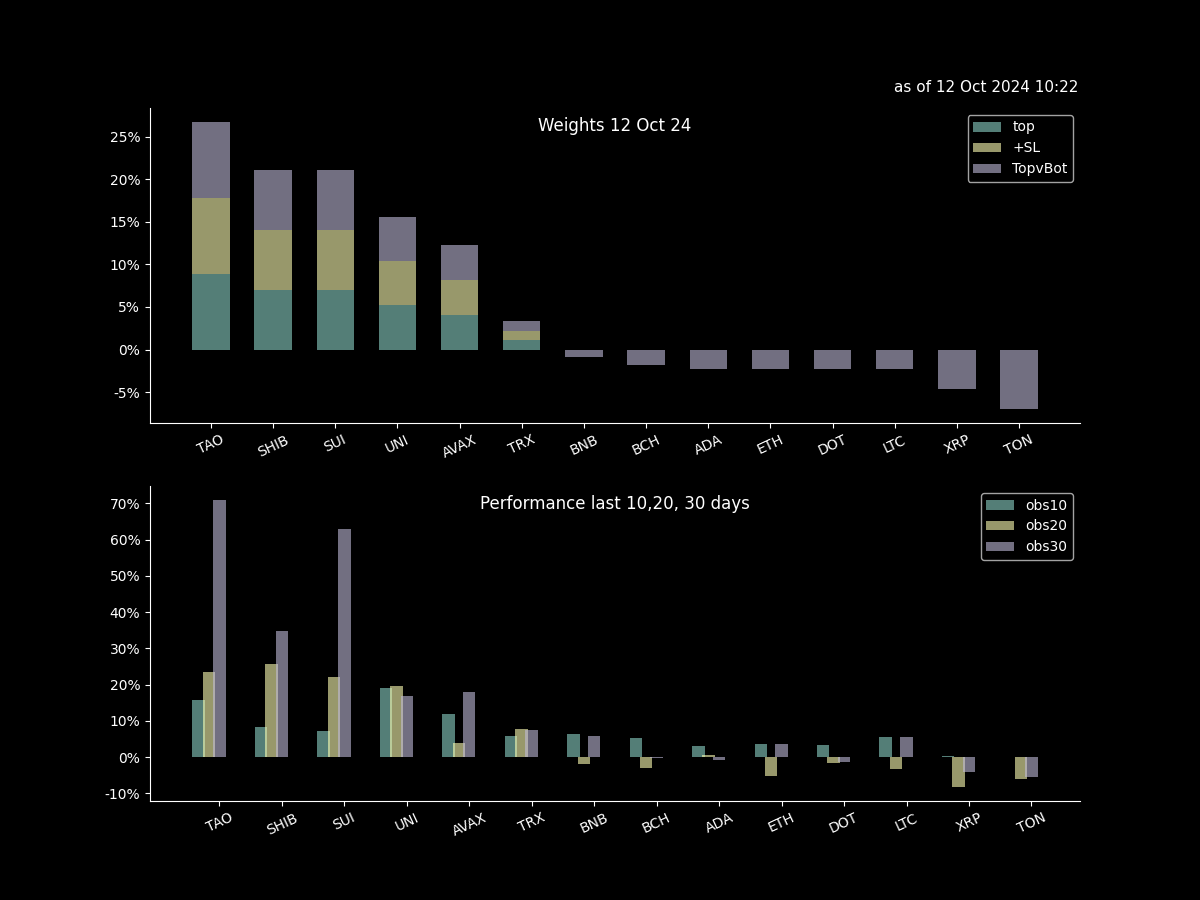 as of 12 Oct 2024 10:22
Weights 12 Oct 24
top
+SL
TopvBot
25%
20%
15%
10%
5%
0%
-5%
TAO SHIB SUI UNI AVAX TRX BNB BCH ADA ETH DOT LTC XRP TON
Performance last 10,20, 30 days
obs10
obs20
obs30
70%
60%
50%
40%
30%
20%
10%
0%
-10%
TAO SHIB SUI UNI AVAX TRX BNB BCH ADA ETH DOT LTC XRP TON